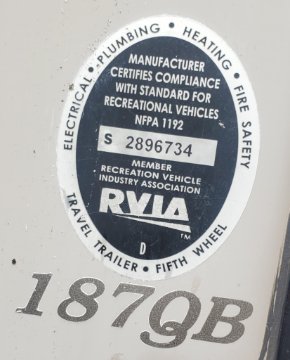 ELECTRICAL • PLUMBING • HEATING • FIRE SAFETY
MANUFACTURER
CERTIFIES COMPLIANCE
WITH STANDARD FOR
RECREATIONAL VEHICLES
NFPA 1192
S 2896734
MEMBER
RECREATION VEHICLE
INDUSTRY ASSOCIATION
RVIA
TM
D
TRAVEL TRAILER • FIFTH WHEEL
187QB